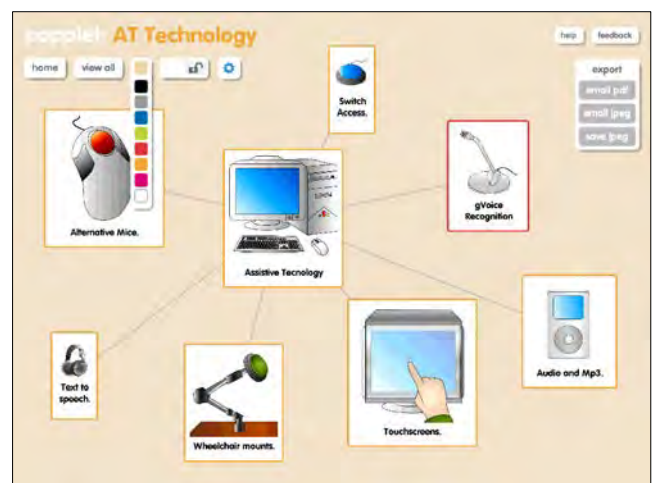 popplet AT Technology
help feedback
home view all
export
email pdf
email jpeg
save jpeg
Switch
Access.
Alternative Mice.
gVoice
Recognition
Assistive Tecnology
Audio and Mp3.
Text to
speech.
Touchscreens.
Wheelchair mounts.